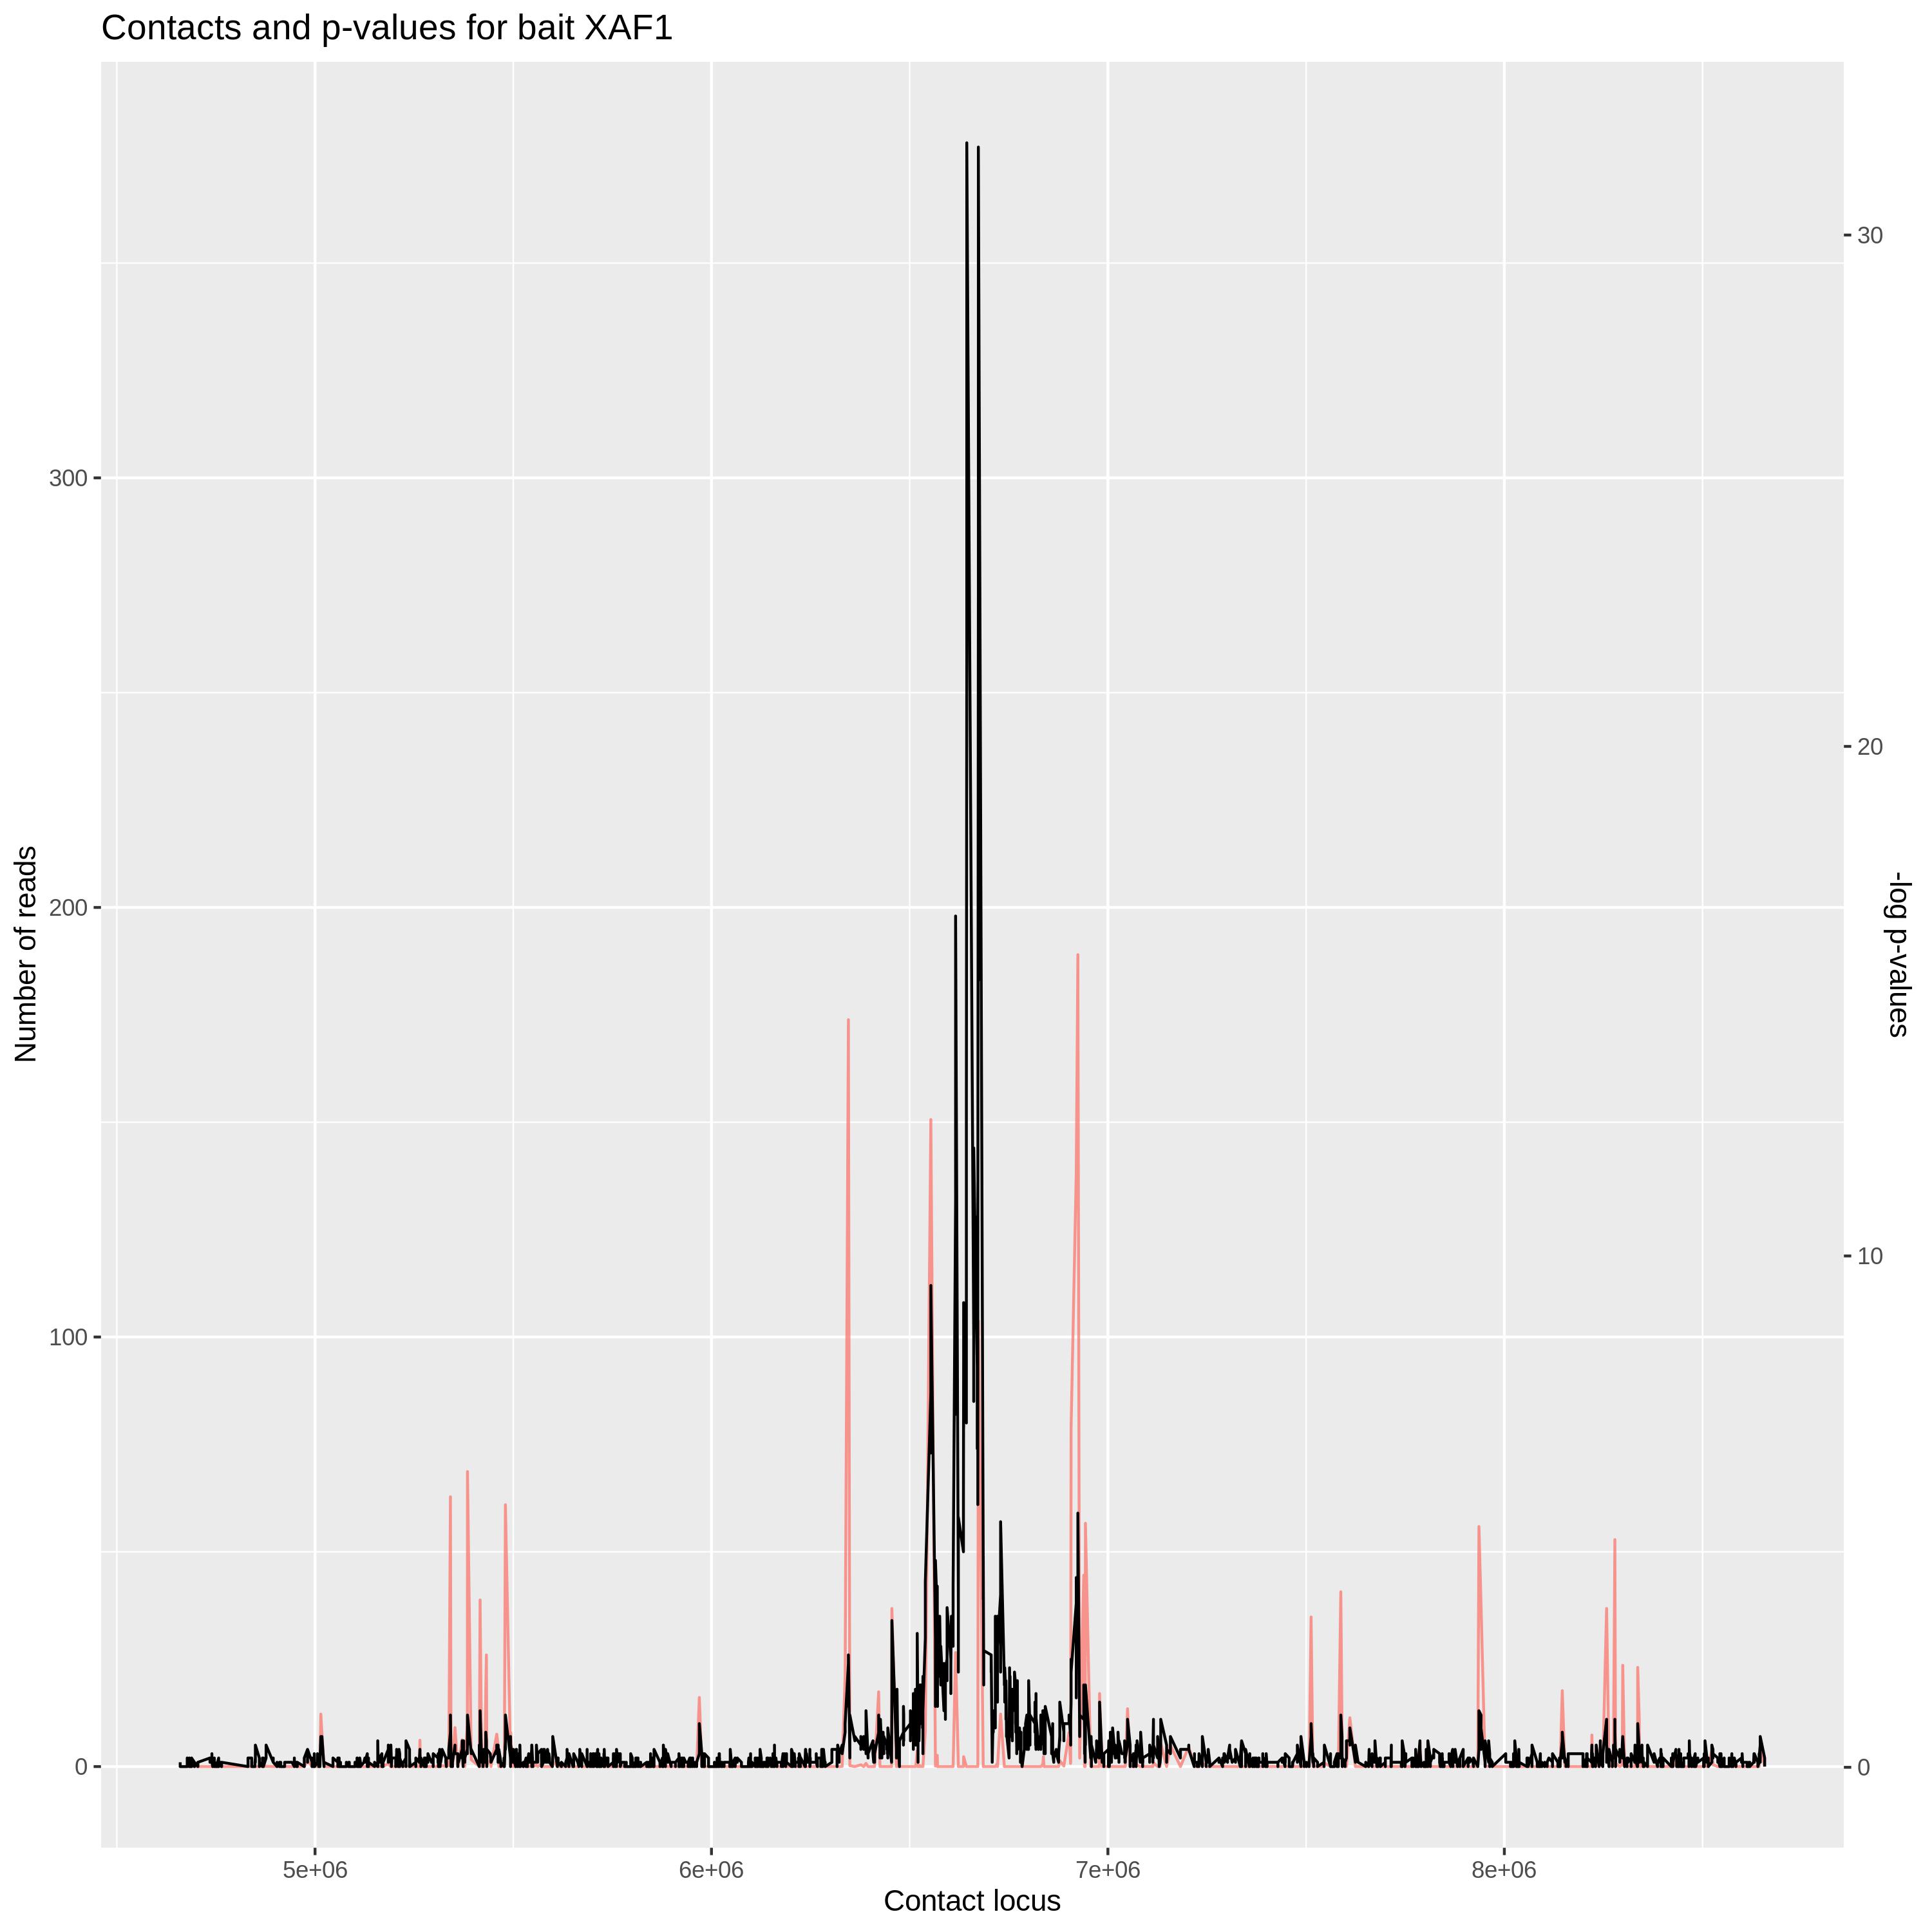 Contacts and p-values for bait XAF1
300
200
100
0
Number of reads
30
20
10
0
-log p-values
5e+06
6e+06
7e+06
8e+06
Contact locus